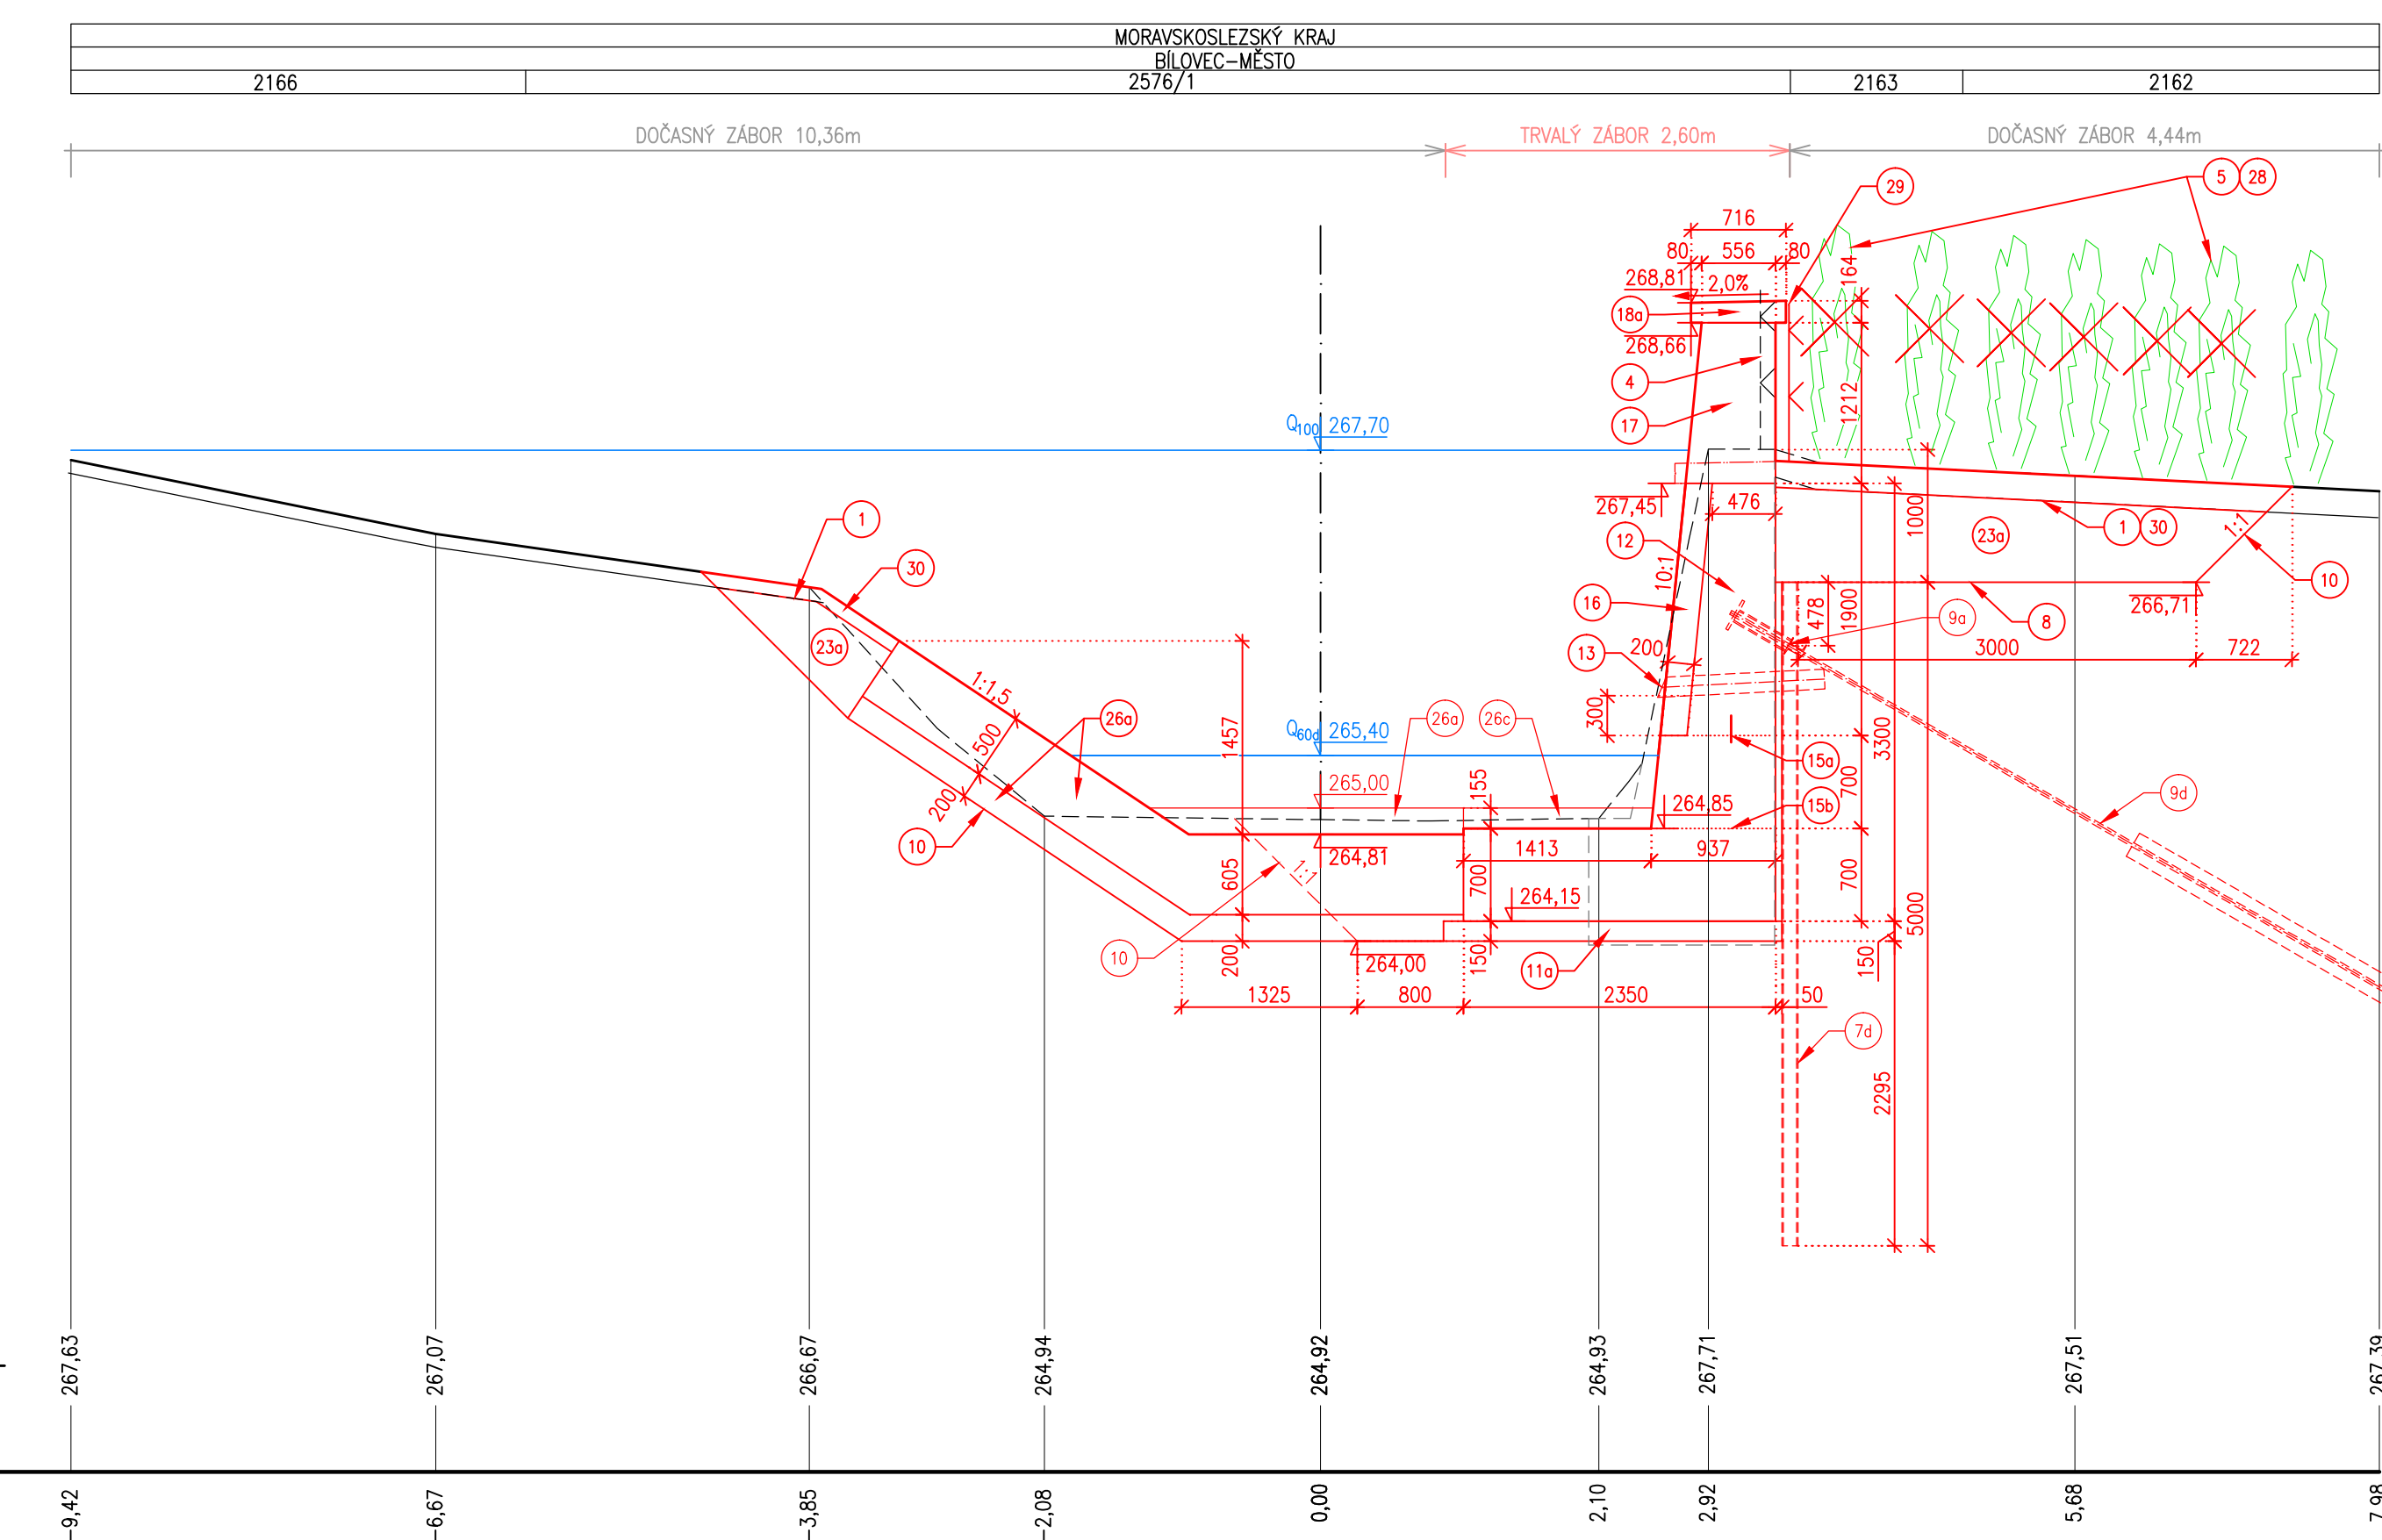 MORAVSKOSLEZSKÝ KRAJ
BÍLOVEC-MĚSTO
2166 2576/1 2163 2162
DOČASNÝ ZÁBOR 10,36m TRVALÝ ZÁBOR 2,60m DOČASNÝ ZÁBOR 4,44m
5 28
29
716
80 556 80
164
268,81 2,0%
18a
268,66
4
1212
17
Q100 267,70
267,45 476
1000
1 30
23a
1:1
1
12
10:1
30
10
16
478
1900
9a
8
266,71
23a
13
200
3000 722
1:1,5
26a
300
26a 26c
500
1457
Q60d 265,40
3300
15a
265,00
155
700
9d
200
264,85
15b
10
264,81
1413 937
605
1:1
700
700
264,15
5000
10
200
264,00
150
11a
150
1325 800 2350 50
7d
2295
267,63 267,07 266,67 264,94 264,92 264,93 267,71 267,51 267,39
-9,42 -6,67 -3,85 -2,08 0,00 2,10 2,92 5,68 7,98